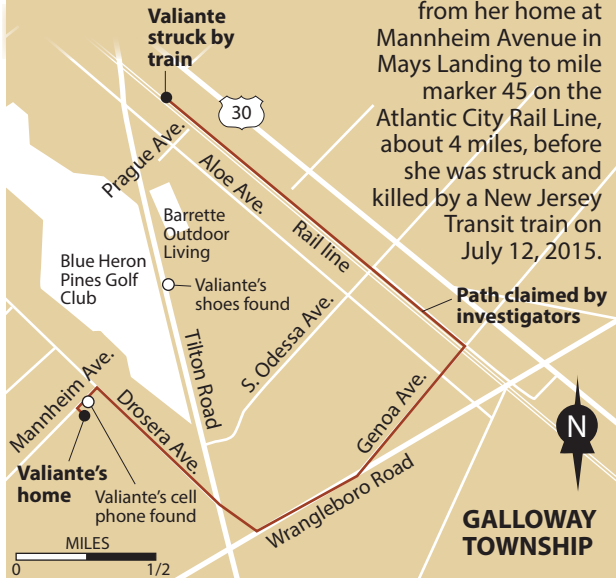 Valiante
struck by
train
from her home at
Mannheim Avenue in
Mays Landing to mile
marker 45 on the
Atlantic City Rail Line,
about 4 miles, before
she was struck and
killed by a New Jersey
Transit train on
July 12, 2015.
30
Prague Ave.
Aloe Ave.
Rail line
Barrette
Outdoor
Living
Blue Heron
Pines Golf
Club
Valiante's
shoes found
Path claimed by
investigators
Tilton Road
S. Odessa Ave.
Mannheim Ave.
Drosera Ave.
Genoa Ave.
Valiante's
home
Valiante's cell
phone found
Wrangleboro Road
N
GALLOWAY
TOWNSHIP
MILES
0 1/2